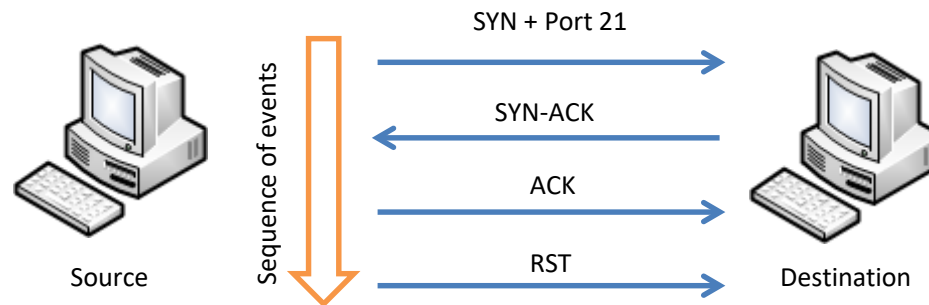 SYN + Port 21
SYN-ACK
ACK
RST
Sequence of events
Source
Destination